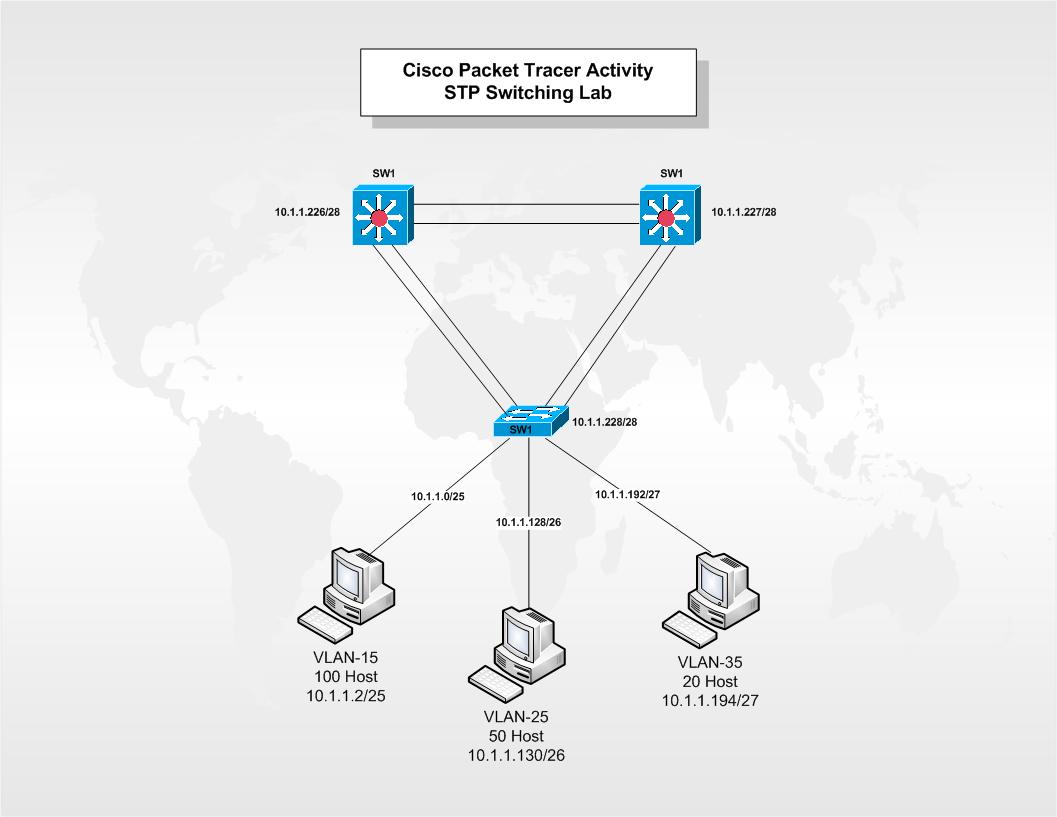 Cisco Packet Tracer Activity
STP Switching Lab
SW1
SW1
10.1.1.226/28
10.1.1.227/28
SW1
10.1.1.228/28
10.1.1.0/25
10.1.1.192/27
10.1.1.128/26
VLAN-15
100 Host
10.1.1.2/25
VLAN-25
50 Host
10.1.1.130/26
VLAN-35
20 Host
10.1.1.194/27